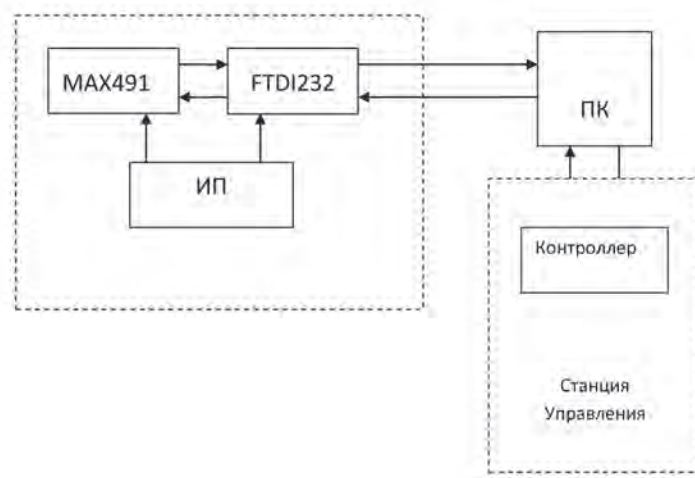 MAX491
FTDI232
ПК
ИП
Контроллер
Станция
Управления